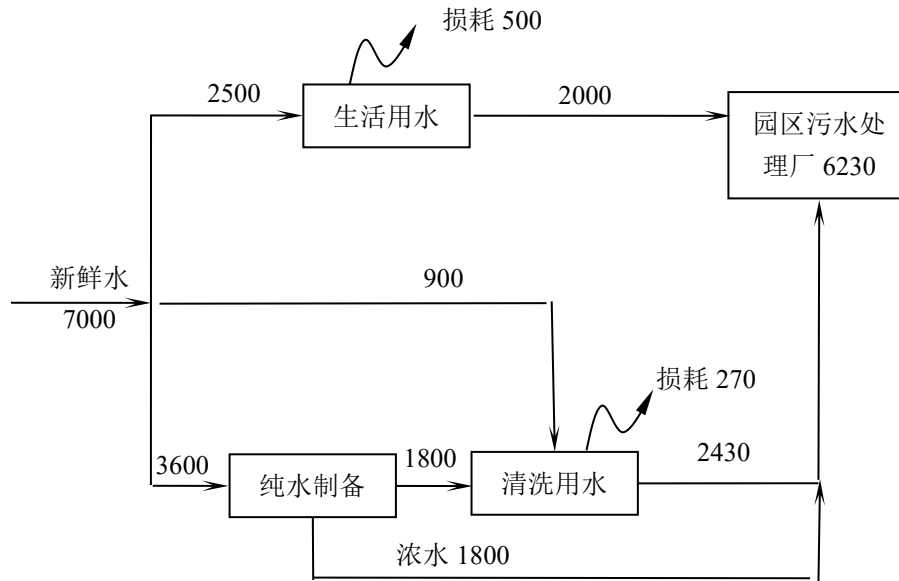 损耗 500
2500
生活用水
2000
园区污水处
理厂 6230
新鲜水
7000
900
损耗 270
3600
纯水制备
1800
清洗用水
2430
浓水 1800